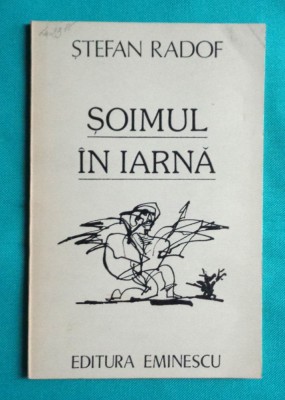 ȘTEFAN RADOF
ȘOIMUL
ÎN IARNĂ
EDITURA EMINESCU